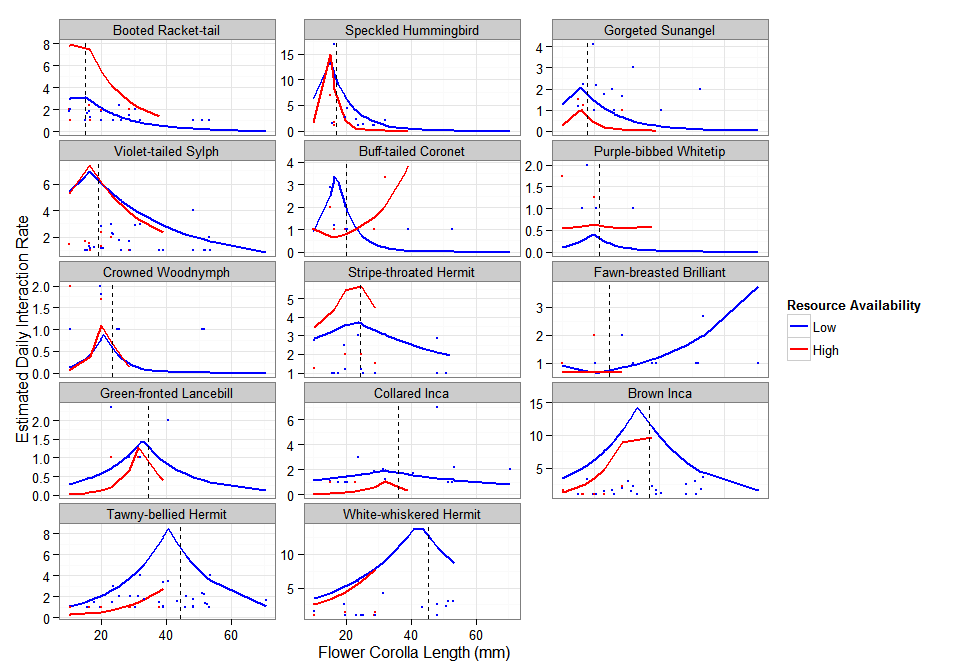 Booted Racket-tail Speckled Hummingbird Gorgeted Sunangel
8 6 4 2 0
15 10 5 0
4 3 2 1 0
Violet-tailed Sylph Buff-tailed Coronet Purple-bibbed Whitetip
6 4 2
4 3 2 1 0
2.0 1.5 1.0 0.5 0.0
Crowned Woodnymph Stripe-throated Hermit Fawn-breasted Brilliant
2.0 1.5 1.0 0.5 0.0
5 4 3 2 1
3 2 1
Resource Availability
Low
High
Green-fronted Lancebill Collared Inca Brown Inca
2.0 1.5 1.0 0.5 0.0
6 4 2 0
15 10 5
Tawny-bellied Hermit White-whiskered Hermit
8 6 4 2 0
10 5
20 40 60 20 40 60
Flower Corolla Length (mm)
Estimated Daily Interaction Rate